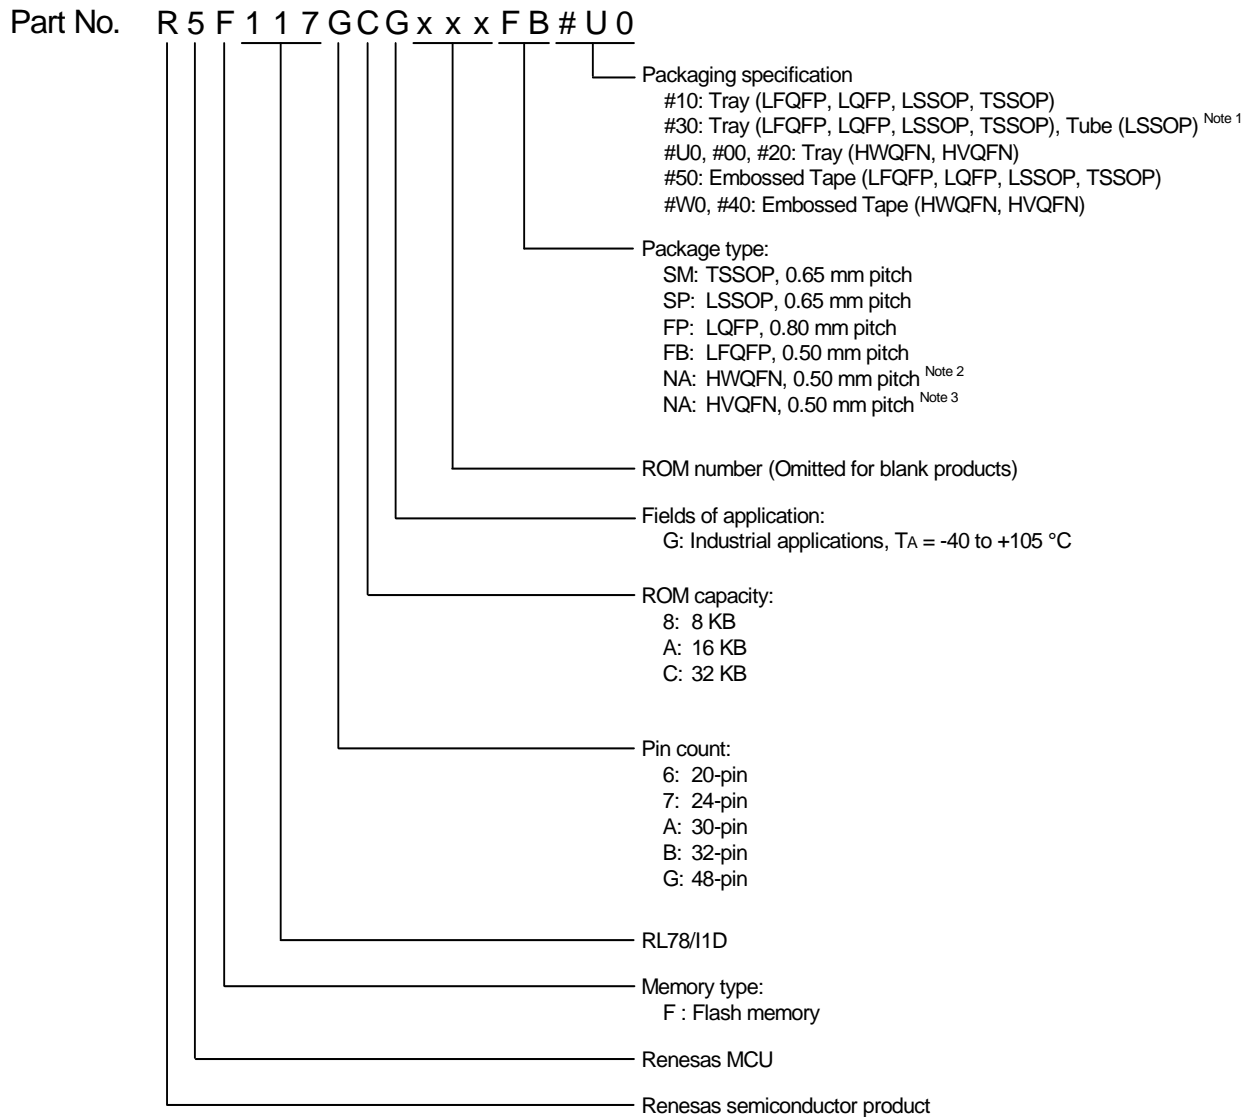 Part No. R 5 F 1 1 7 G C G x x x F B # U 0
Packaging specification
#10: Tray (LFQFP, LQFP, LSSOP, TSSOP)
#30: Tray (LFQFP, LQFP, LSSOP, TSSOP), Tube (LSSOP) Note 1
#U0, #00, #20: Tray (HWQFN, HVQFN)
#50: Embossed Tape (LFQFP, LQFP, LSSOP, TSSOP)
#W0, #40: Embossed Tape (HWQFN, HVQFN)
Package type:
SM: TSSOP, 0.65 mm pitch
SP: LSSOP, 0.65 mm pitch
FP: LQFP, 0.80 mm pitch
FB: LFQFP, 0.50 mm pitch
NA: HWQFN, 0.50 mm pitch Note 2
NA: HVQFN, 0.50 mm pitch Note 3
ROM number (Omitted for blank products)
Fields of application:
G: Industrial applications, TA = -40 to +105 °C
ROM capacity:
8: 8 KB
A: 16 KB
C: 32 KB
Pin count:
6: 20-pin
7: 24-pin
A: 30-pin
B: 32-pin
G: 48-pin
RL78/I1D
Memory type:
F : Flash memory
Renesas MCU
Renesas semiconductor product